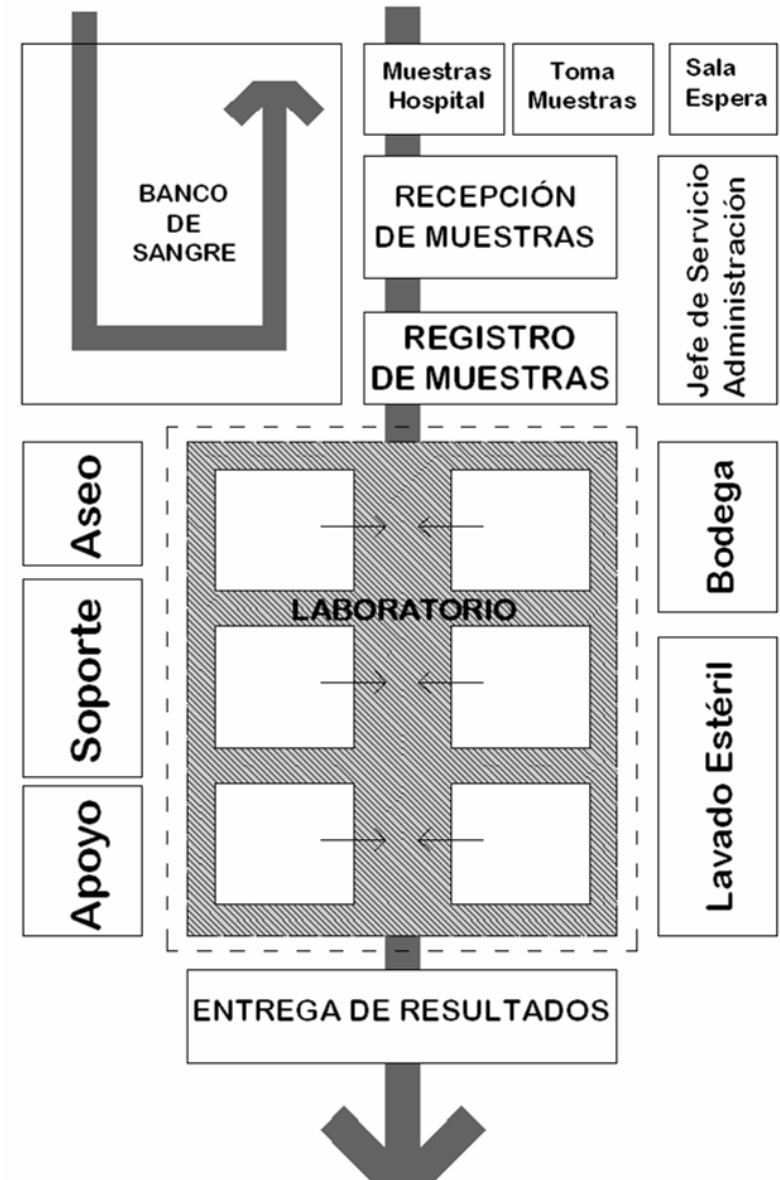 Muestras
Hospital
Toma
Muestras
Sala
Espera
BANCO
DE
SANGRE
RECEPCIÓN
DE MUESTRAS
Jefe de Servicio
Administración
REGISTRO
DE MUESTRAS
Aseo
Soporte
Apoyo
LABORATORIO
Bodega
Lavado Estéril
ENTREGA DE RESULTADOS